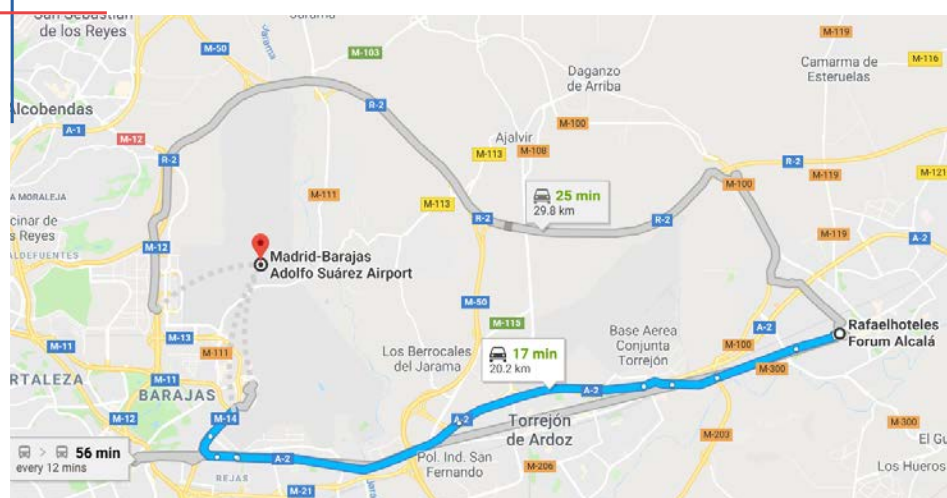 San Sebastián
de los Reyes
M-50
Jarama
M-103
M-119
M-116
Daganzo
de Arriba
Camarma de
Esteruelas
Alcobendas
A-1
M-12
R-2
R-2
M-100
Ajalvir
M-113
M-108
R-2
M-119
M-121
A MORALEJA
M-111
M-113
M-100
25 min
29.8 km
R-2
R-2
cinar de
s Reyes
ALDEFUENTES
M-12
M-119
A-2
Madrid-Barajas
Adolfo Suárez Airport
M-50
M-115
Rafaelhoteles
Forum Alcalá
M-13
M-11
M-111
Los Berrocales
del Jarama
17 min
20.2 km
Base Aerea
Conjunta
Torrejón
A-2
M-100
M-300
RTALEZA
M-11
BARAJAS
A-2
M-12
M-14
A-2
Torrejón
de Ardoz
M-203
M-300
El Gu
56 min
every 12 mins
A-2
Pol. Ind. San
Fernando
M-206
Los Hueros
REJAS
M-21